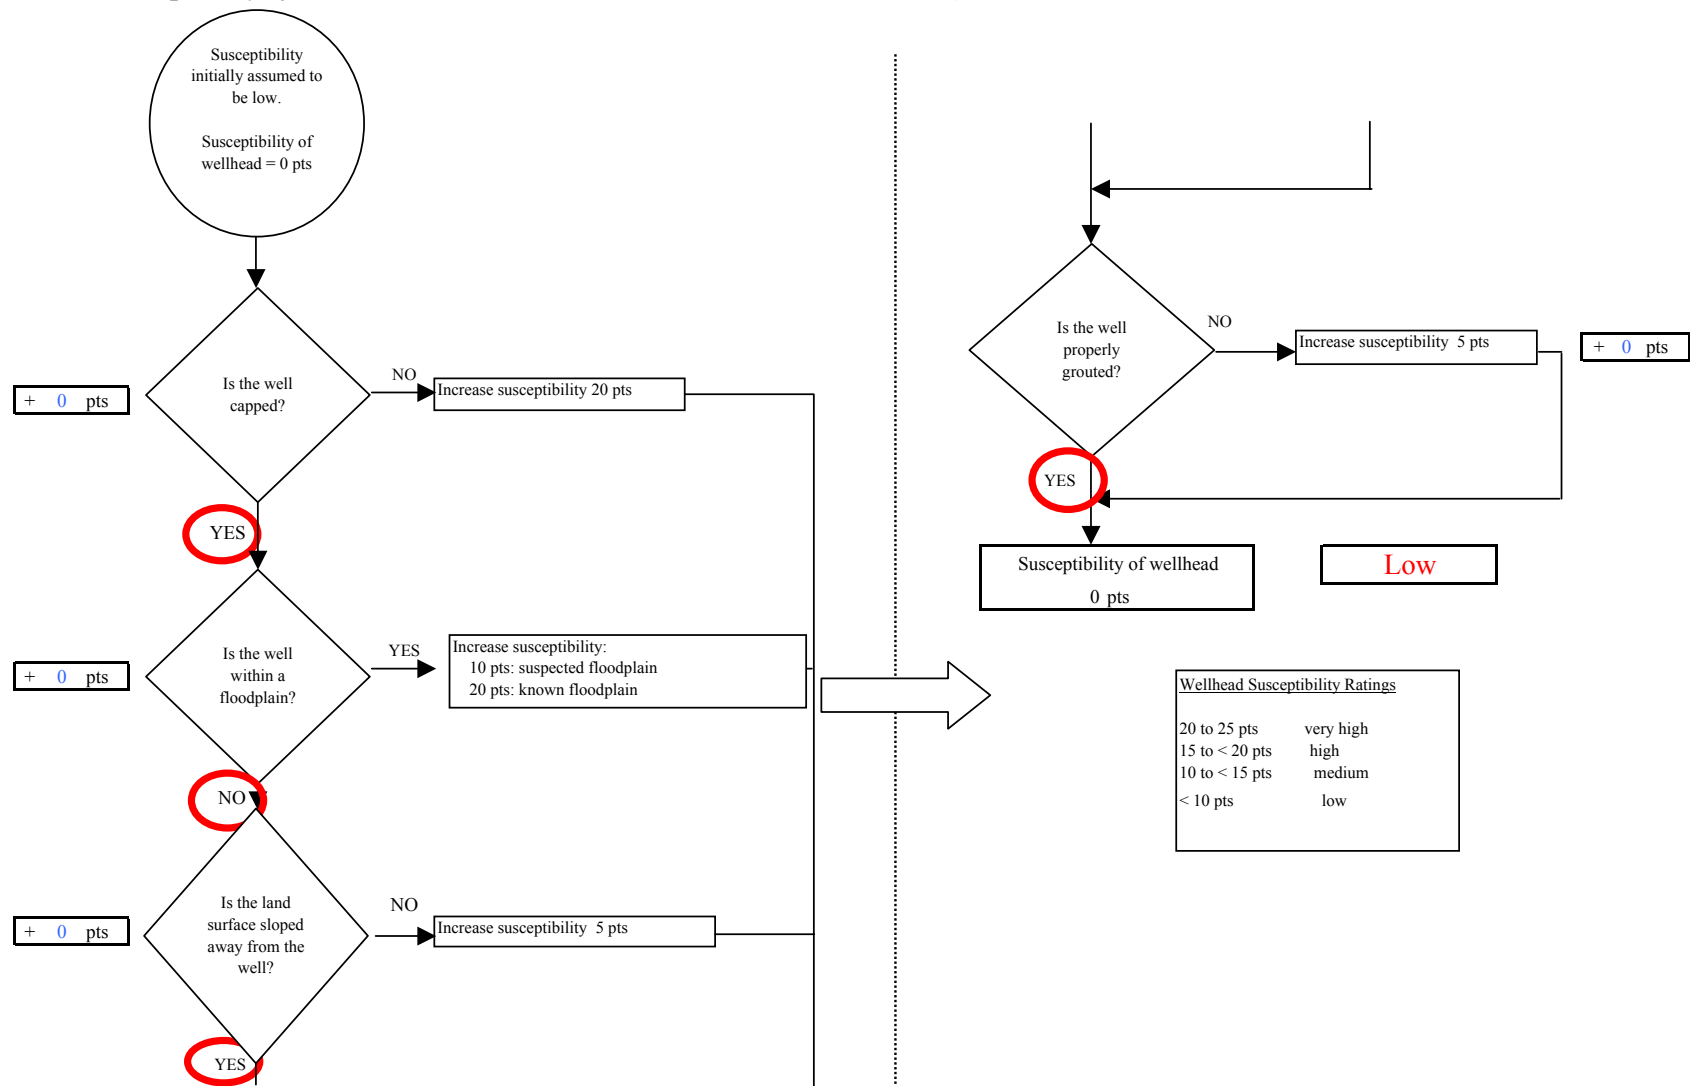 Susceptibility
initially assumed to
be low.
Susceptibility of
wellhead = 0 pts
Is the well
capped?
NO
Increase susceptibility 20 pts
+ 0 pts
YES
Is the well
within a
floodplain?
YES
Increase susceptibility:
10 pts: suspected floodplain
20 pts: known floodplain
+ 0 pts
NO
Is the land
surface sloped
away from the
well?
NO
Increase susceptibility 5 pts
+ 0 pts
YES
Is the well
properly
grouted?
NO
Increase susceptibility 5 pts
+ 0 pts
YES
Susceptibility of wellhead
0 pts
Low
Wellhead Susceptibility Ratings
20 to 25 pts very high
15 to < 20 pts high
10 to < 15 pts medium
< 10 pts low